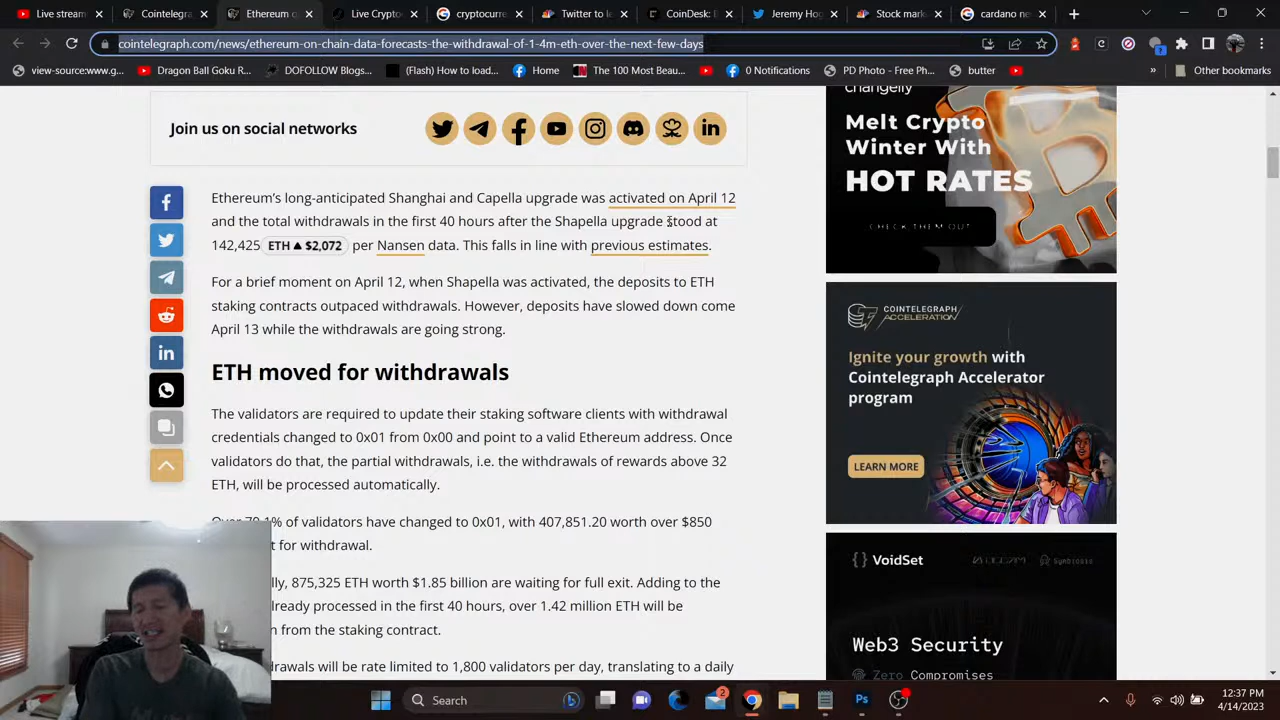 Live stream
Cointelegra
Ethereum o
Live Crypto
cryptocurre
Twitter to le
CoinDesk: B
Jeremy Hog
Stock mark
cardano ne
cointelegraph.com/news/ethereum-on-chain-data-forecasts-the-withdrawal-of-1-4m-eth-over-the-next-few-days
view-source:www.g...
Dragon Ball Goku R...
DOFOLLOW Blogs...
(Flash) How to load...
Home
The 100 Most Beau...
0 Notifications
PD Photo - Free Ph...
butter
»
Other bookmarks
Join us on social networks
Ethereum's long-anticipated Shanghai and Capella upgrade was activated on April 12
and the total withdrawals in the first 40 hours after the Shapella upgrade stood at
142,425 ETH ▲ $2,072 per Nansen data. This falls in line with previous estimates.
For a brief moment on April 12, when Shapella was activated, the deposits to ETH
staking contracts outpaced withdrawals. However, deposits have slowed down come
April 13 while the withdrawals are going strong.
ETH moved for withdrawals
The validators are required to update their staking software clients with withdrawal
credentials changed to 0x01 from 0x00 and point to a valid Ethereum address. Once
validators do that, the partial withdrawals, i.e. the withdrawals of rewards above 32
ETH, will be processed automatically.
% of validators have changed to 0x01, with 407,851.20 worth over $850
for withdrawal.
875,325 ETH worth $1.85 billion are waiting for full exit. Adding to the
already processed in the first 40 hours, over 1.42 million ETH will be
from the staking contract.
will be rate limited to 1,800 validators per day, translating to a daily
changelly
Melt Crypto
Winter With
HOT RATES
CHECK THEM OUT
COINTELEGRAPH
ACCELERATION
Ignite your growth with
Cointelegraph Accelerator
program
LEARN MORE
VoidSet
Symbiosis
Web3 Security
Zero Compromises
Search
2
12:37 PM
4/14/2023